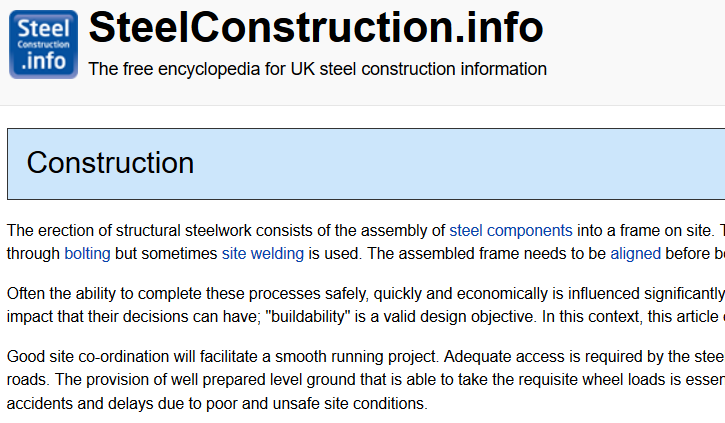 Steel
Construction
.info
SteelConstruction.info
The free encyclopedia for UK steel construction information
Construction
The erection of structural steelwork consists of the assembly of steel components into a frame on site.
through bolting but sometimes site welding is used. The assembled frame needs to be aligned before
Often the ability to complete these processes safely, quickly and economically is influenced significantly
impact that their decisions can have; "buildability" is a valid design objective. In this context, this article
Good site co-ordination will facilitate a smooth running project. Adequate access is required by the
roads. The provision of well prepared level ground that is able to take the requisite wheel loads is
accidents and delays due to poor and unsafe site conditions.